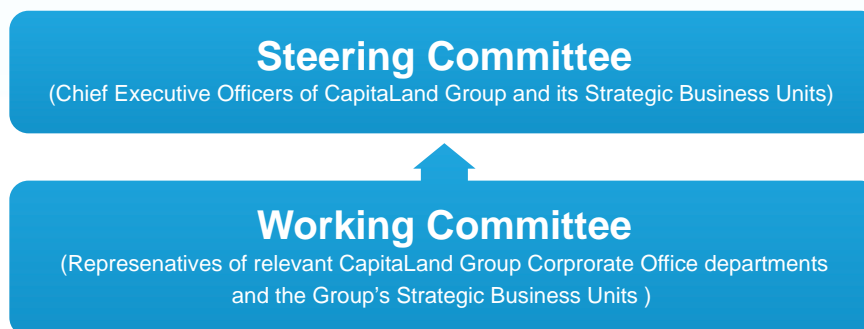 Steering Committee
(Chief Executive Officers of CapitaLand Group and its Strategic Business Units)
Working Committee
(Represenatives of relevant CapitaLand Group Corprorate Office departments
and the Group's Strategic Business Units )